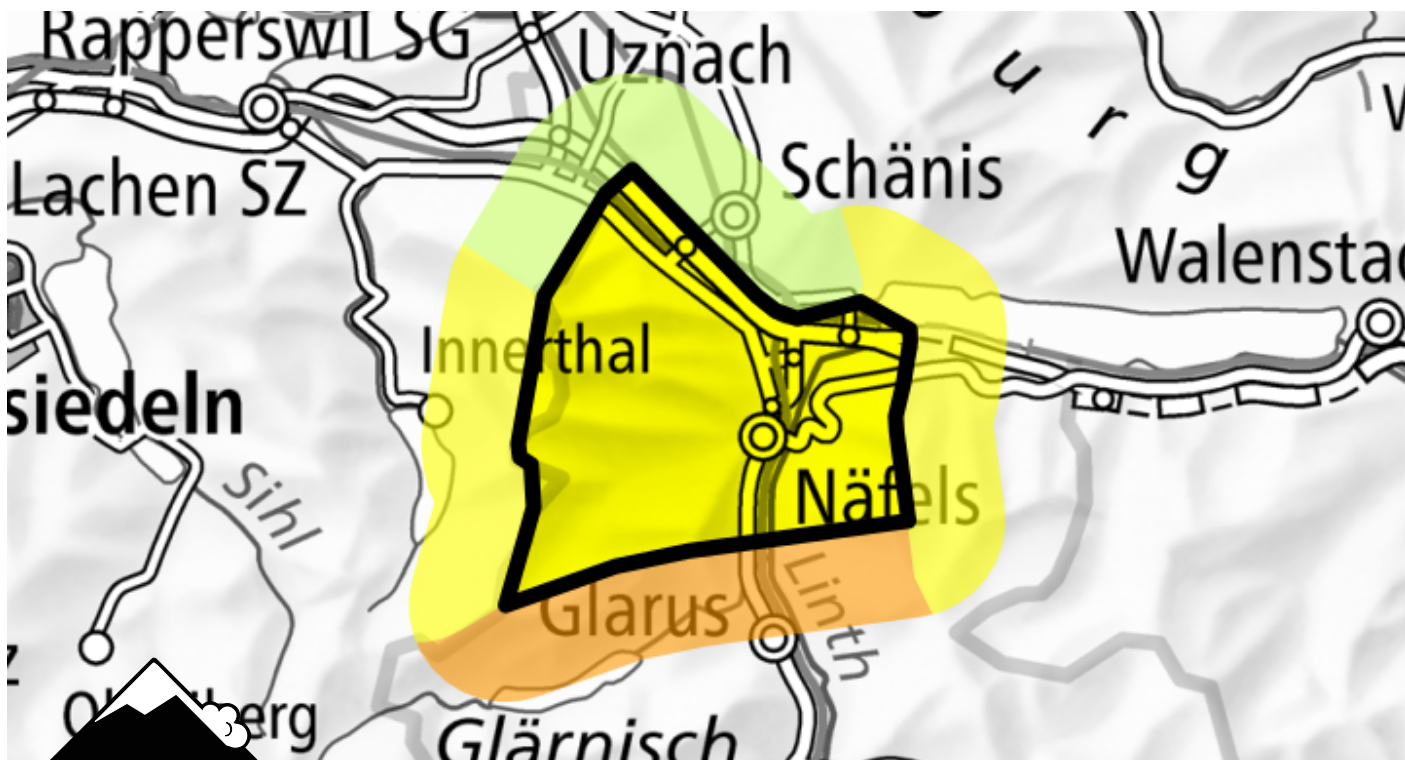 Rapperswil SG
Uznach
u
r
g
Schänis
Lachen SZ
Walenstad
Innerthal
siedeln
Sihl
Näfels
Linth
Glarus
Glärnisch